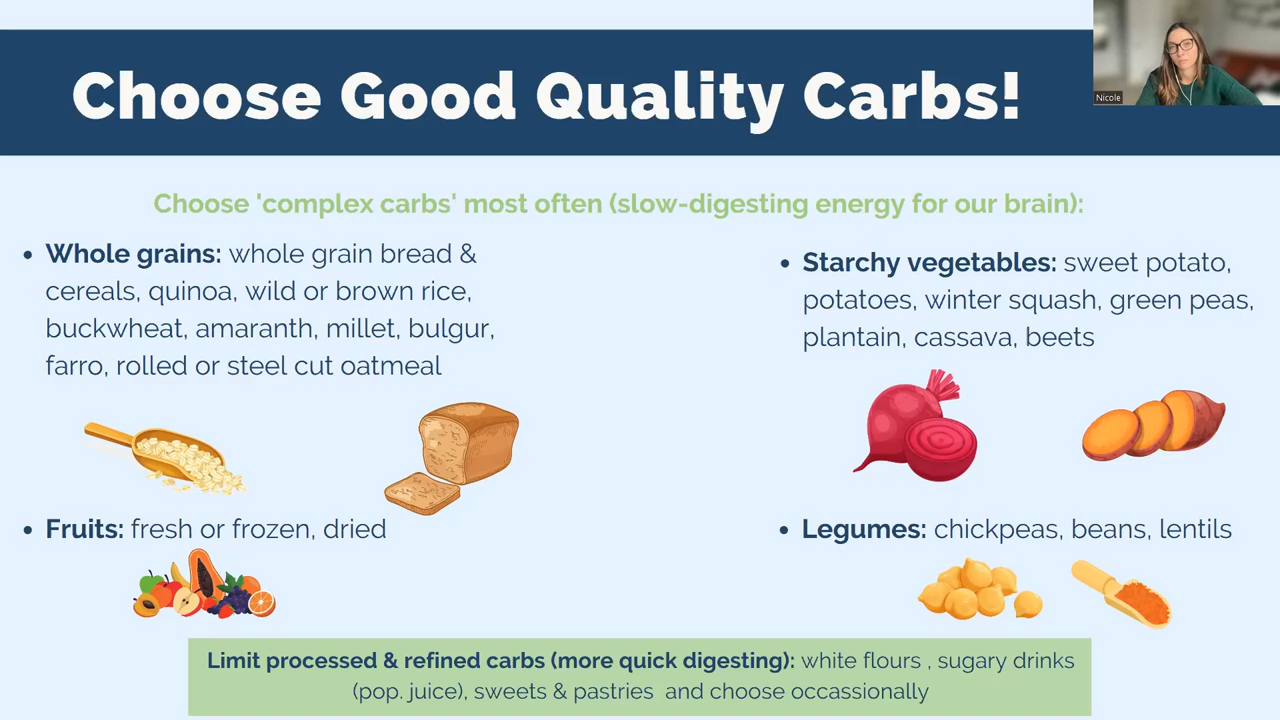 Choose Good Quality Carbs!
Nicole
Choose 'complex carbs' most often (slow-digesting energy for our brain):
• Whole grains: whole grain bread &
cereals, quinoa, wild or brown rice,
buckwheat, amaranth, millet, bulgur,
farro, rolled or steel cut oatmeal
• Starchy vegetables: sweet potato,
potatoes, winter squash, green peas,
plantain, cassava, beets
• Fruits: fresh or frozen, dried
• Legumes: chickpeas, beans, lentils
Limit processed & refined carbs (more quick digesting): white flours , sugary drinks
(pop. juice), sweets & pastries  and choose occassionally